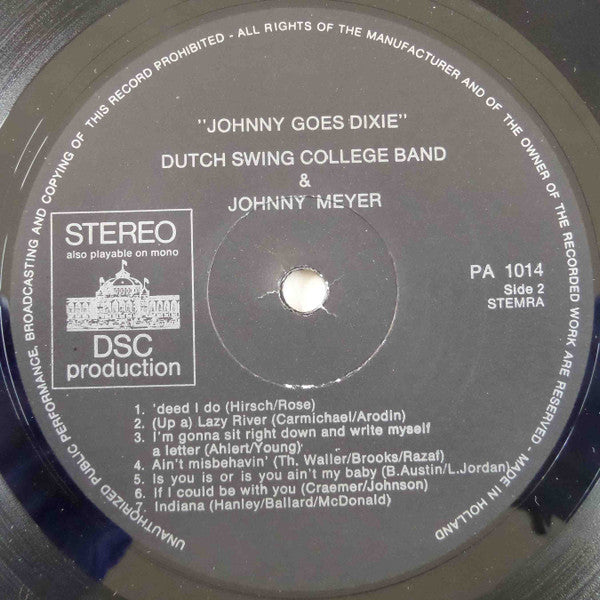 UNAUTHORIZED PUBLIC PERFORMANCE, BROADCASTING AND COPYING OF THIS RECORD PROHIBITED - ALL RIGHTS OF THE MANUFACTURER AND OF THE OWNER OF THE RECORDED WORK ARE RESERVED - MADE IN HOLLAND
"JOHNNY GOES DIXIE"
DUTCH SWING COLLEGE BAND
&
JOHNNY MEYER
STEREO
also playable on mono
DSC
production
PA 1014
Side 2
STEMRA
1. 'deed I do (Hirsch/Rose)
2. (Up a) Lazy River (Carmichael/Arodin)
3. I'm gonna sit right down and write myself
a letter (Ahlert/Young)
4. Ain't misbehavin' (Th. Waller/Brooks/Razaf)
5. Is you is or is you ain't my baby (B.Austin/L.Jordan)
6. If I could be with you (Craemer/Johnson)
7. Indiana (Hanley/Ballard/McDonald)